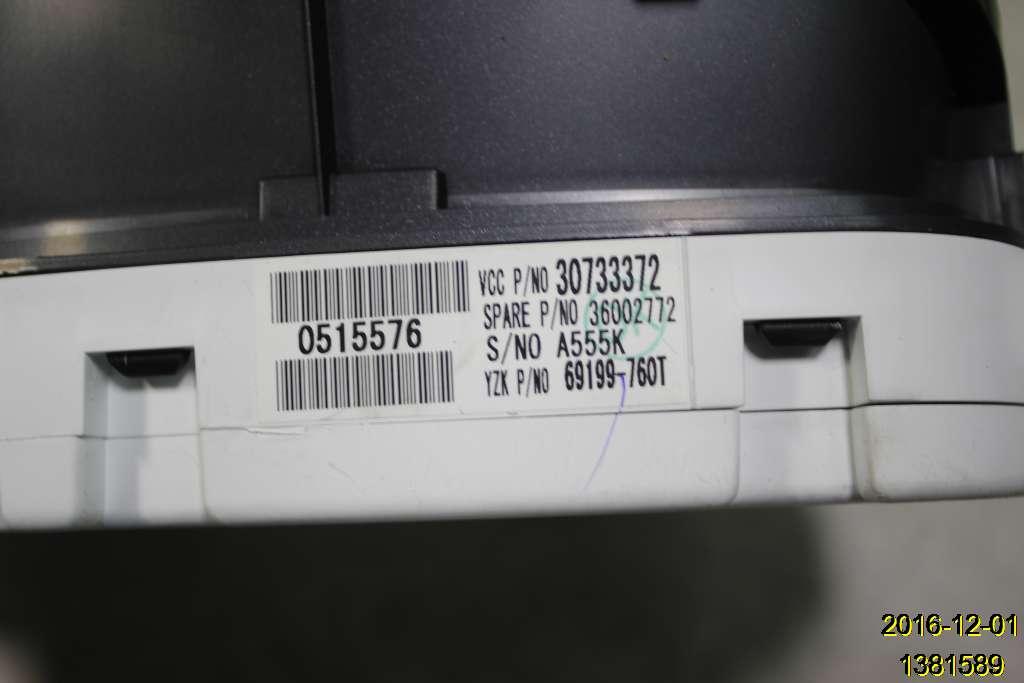 0515576
VCC P/NO 30733372
SPARE P/NO 36002772
S/NO A555K
YZK P/NO 69199-760T
2016-12-01
1381589